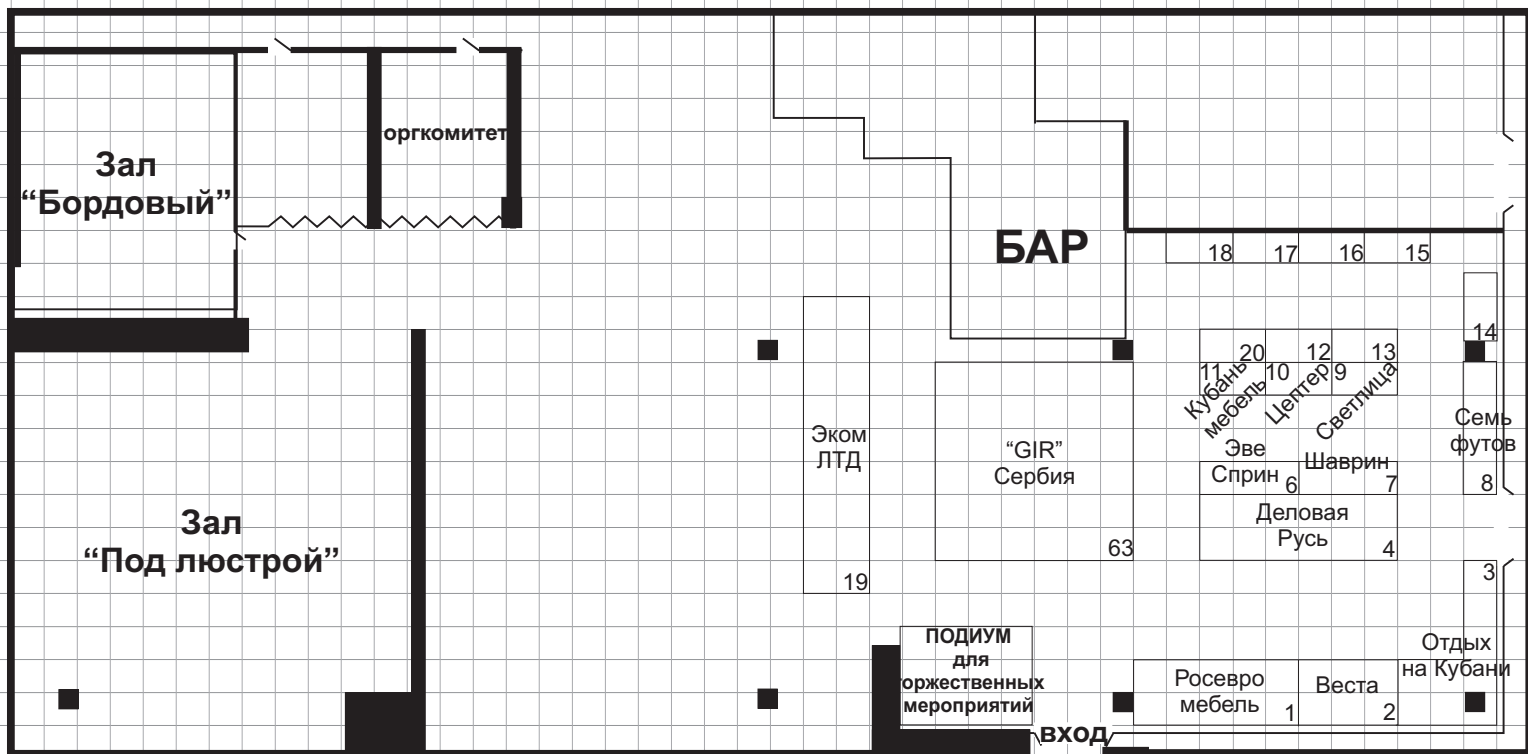 оргкомитет
Зал
“Бордовый”
БАР
18
17
16
15
14
20
12
13
11
10
9
Кубань
мебель
Цептер
Светлица
Эком
ЛТД
19
“GIR”
Сербия
63
Эве
Сприн
6
Шаврин
7
Семь
футов
8
Деловая
Русь
4
3
Зал
“Под люстрой”
ПОДИУМ
для
оржественных
мероприятий
Отдых
на Кубани
Росевро
мебель
1
Веста
2
вход